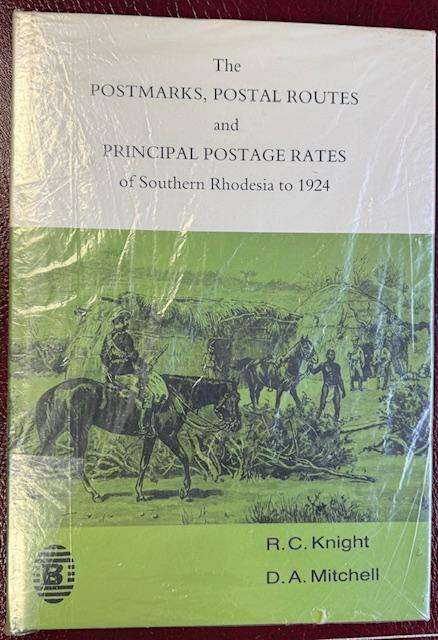 The
POSTMARKS, POSTAL ROUTES
and
PRINCIPAL POSTAGE RATES
of Southern Rhodesia to 1924
R.C. Knight
D.A. Mitchell
B